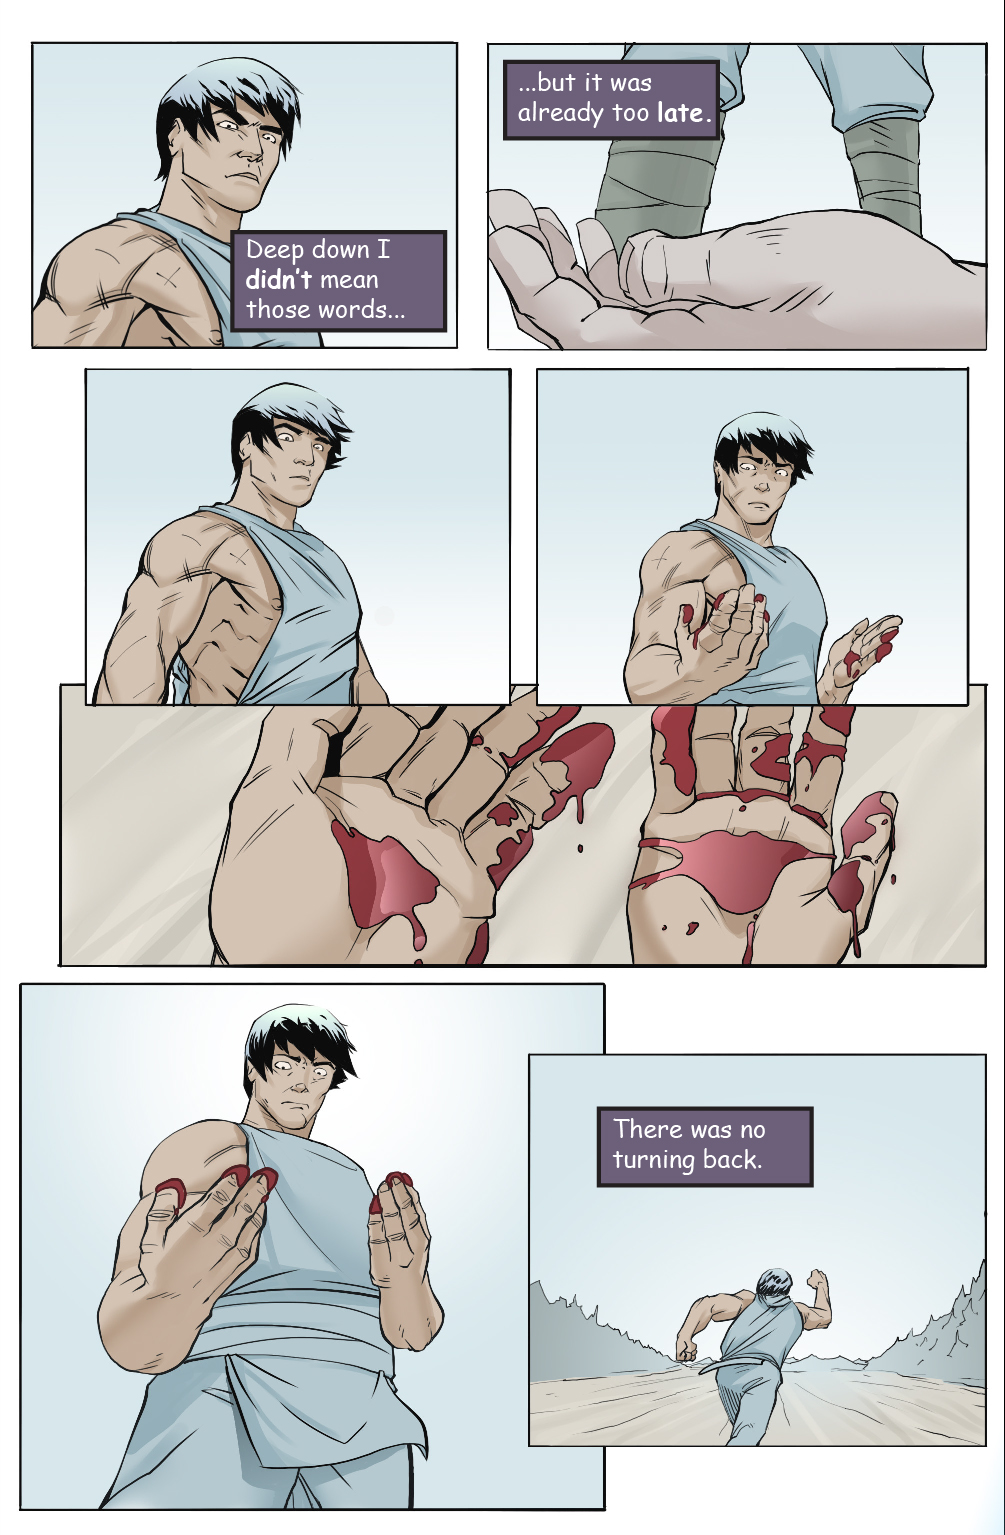 Deep down I
didn't mean
those words...
...but it was
already too late.
There was no
turning back.